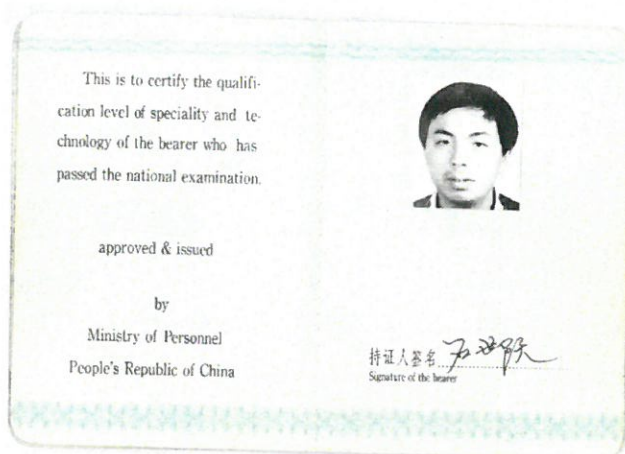 This is to certify the qualifi-
cation level of speciality and te-
chnology of the bearer who has
passed the national examination.
approved & issued
by
Ministry of Personnel
People's Republic of China
持证人签名
Signature of the bearer